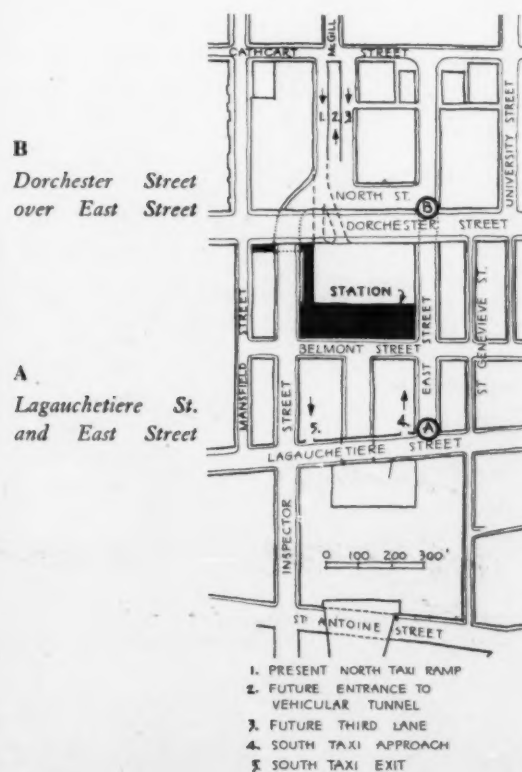 McGILL
CATHCART STREET
1. 2. 3.
UNIVERSITY STREET
B
Dorchester Street
over East Street
NORTH ST.
B
DORCHESTER STREET
STATION
MANSFIELD STREET
EAST STREET
ST GENEVIEVE ST.
BELMONT STREET
A
Lagauchetiere St.
and East Street
5. 4.
A
LAGAUCHETIERE STREET
INSPECTOR STREET
0 100 200 300'
ST. ANTOINE STREET
1. PRESENT NORTH TAXI RAMP
2. FUTURE ENTRANCE TO
VEHICULAR TUNNEL
3. FUTURE THIRD LANE
4. SOUTH TAXI APPROACH
5. SOUTH TAXI EXIT